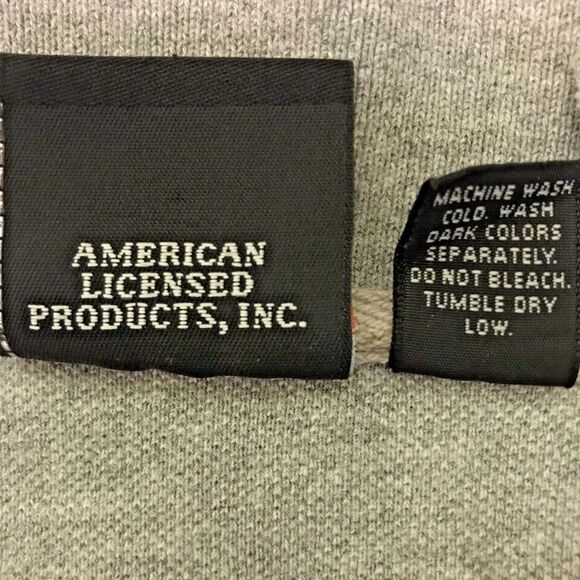 AMERICAN
LICENSED
PRODUCTS, INC.
MACHINE WASH
COLD. WASH
DARK COLORS
SEPARATELY.
DO NOT BLEACH.
TUMBLE DRY
LOW.